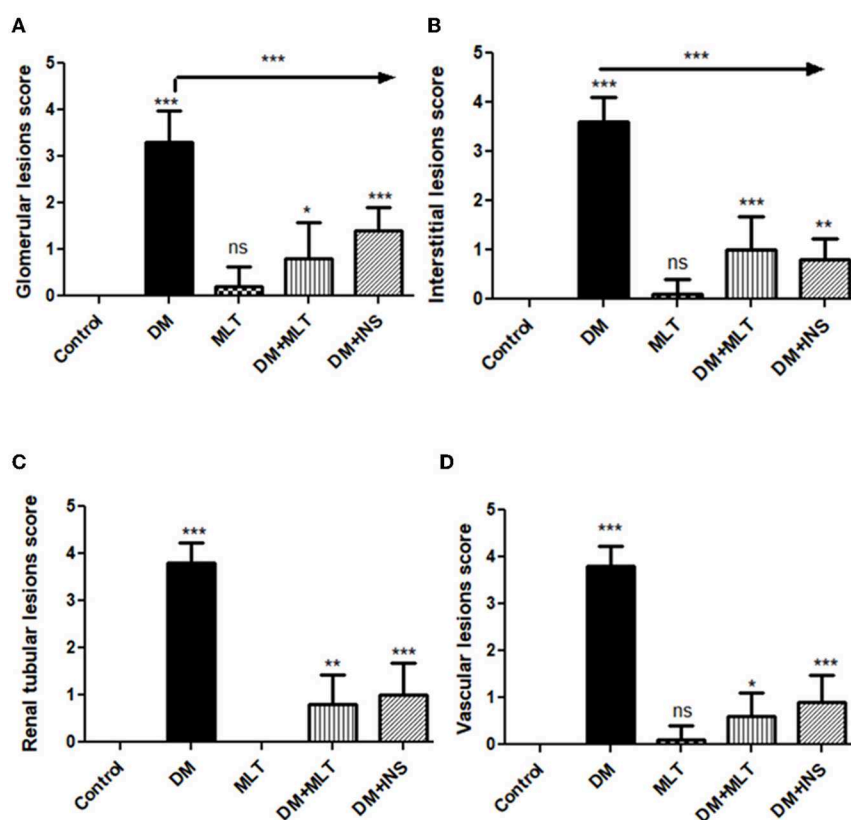 A
Glomerular lesions score
5
4
3
2
1
0
***
***
ns
*
***
Control
DM
MLT
DM+MLT
DM+INS
B
Interstitial lesions score
5
4
3
2
1
0
***
***
ns
***
**
Control
DM
MLT
DM+MLT
DM+INS
C
Renal tubular lesions score
5
4
3
2
1
0
***
**
***
Control
DM
MLT
DM+MLT
DM+INS
D
Vascular lesions score
5
4
3
2
1
0
***
ns
*
***
Control
DM
MLT
DM+MLT
DM+INS